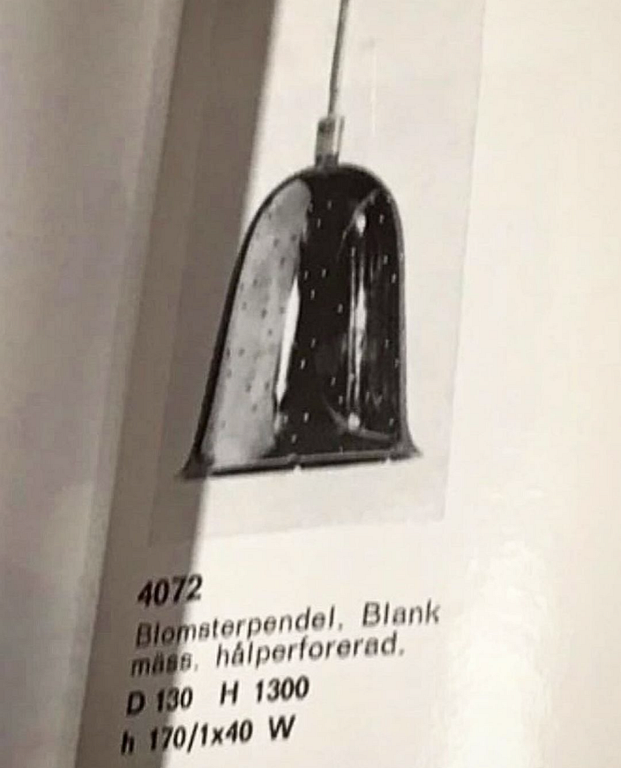 4072
Blomsterpendel, Blank
mäss, hålperforerad.
D 130 H 1300
h 170/1x40 W